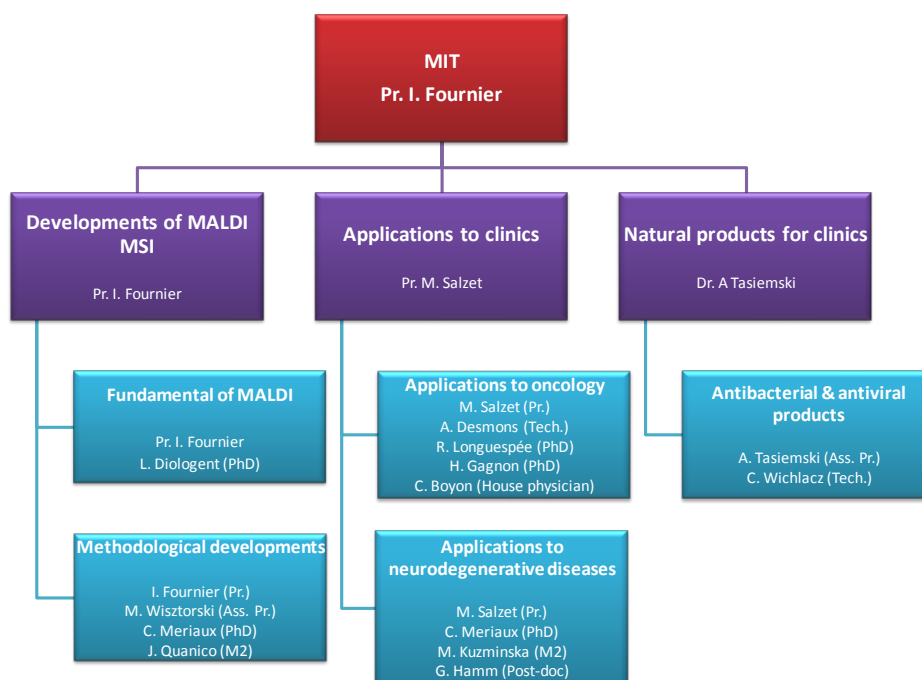 MIT
Pr. I. Fournier
Developments of MALDI
MSI
Pr. I. Fournier
Applications to clinics
Pr. M. Salzet
Natural products for clinics
Dr. A Tasiemski
Fundamental of MALDI
Pr. I. Fournier
L. Diologent (PhD)
Methodological developments
I. Fournier (Pr.)
M. Wisztorski (Ass. Pr.)
C. Meriaux (PhD)
J. Quanico (M2)
Applications to oncology
M. Salzet (Pr.)
A. Desmons (Tech.)
R. Longuespée (PhD)
H. Gagnon (PhD)
C. Boyon (House physician)
Applications to
neurodegenerative diseases
M. Salzet (Pr.)
C. Meriaux (PhD)
M. Kuzminska (M2)
G. Hamm (Post-doc)
Antibacterial & antiviral
products
A. Tasiemski (Ass. Pr.)
C. Wichlacz (Tech.)